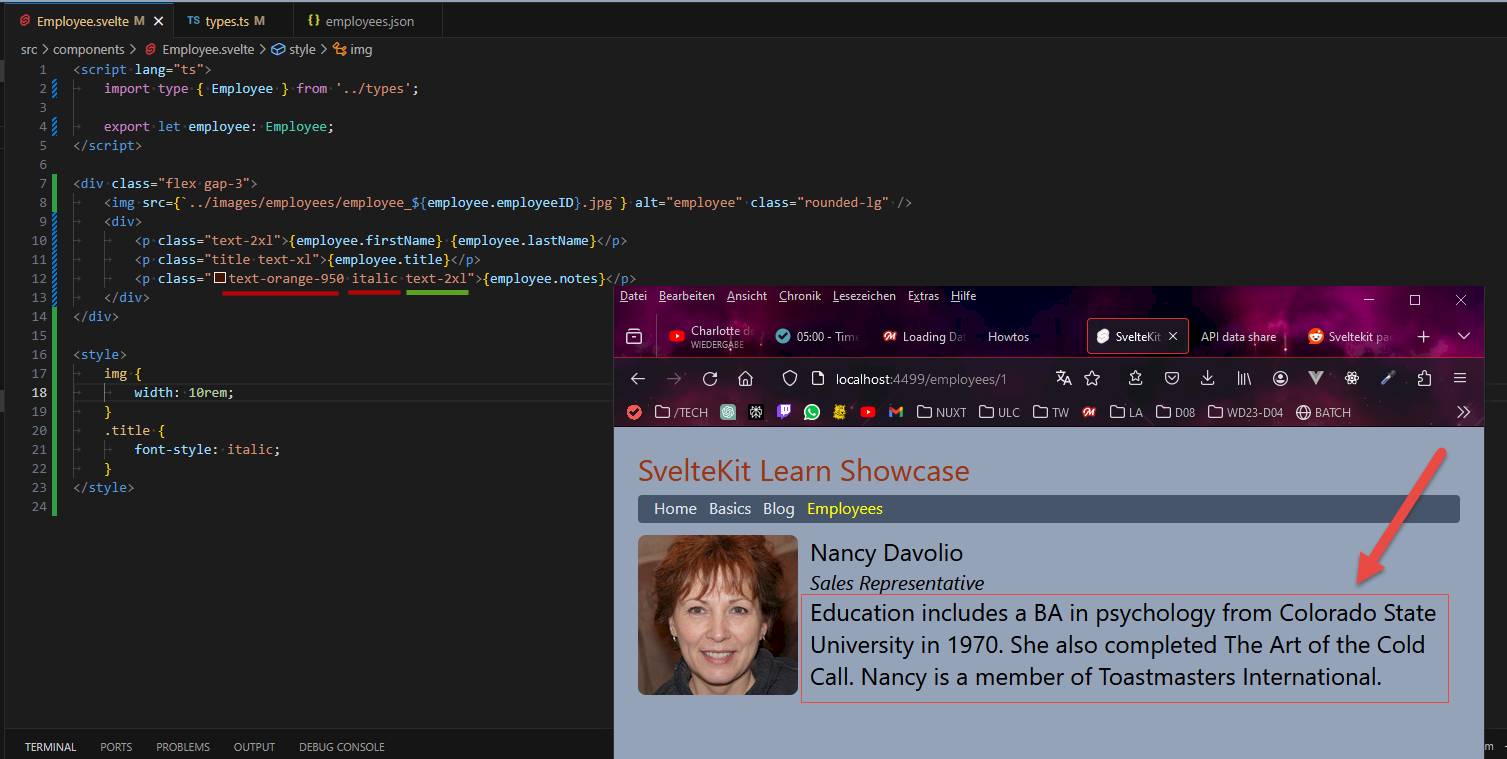 Employee.svelte M ×
TS types.ts M
{} employees.json
src > components > Employee.svelte > style > img
1 <script lang="ts">
2 import type { Employee } from '../types';
3
4 export let employee: Employee;
5 </script>
6
7 <div class="flex gap-3">
8 <img src={`../images/employees/employee_${employee.employeeID}.jpg`} alt="employee" class="rounded-lg" />
9 <div>
10 <p class="text-2xl">{employee.firstName} {employee.lastName}</p>
11 <p class="title text-xl">{employee.title}</p>
12 <p class="text-orange-950 italic text-2xl">{employee.notes}</p>
13 </div>
14 </div>
15
16 <style>
17 img {
18 width: 10rem;
19 }
20 .title {
21 font-style: italic;
22 }
23 </style>
24
Datei Bearbeiten Ansicht Chronik Lesezeichen Extras Hilfe
Charlotte de
WIEDERGABE
05:00 - Time
Loading Dat
Howtos
SvelteKit ×
API data share
Sveltekit pa
localhost:4499/employees/1
/TECH NUXT ULC TW LA D08 WD23-D04 BATCH
SvelteKit Learn Showcase
Home Basics Blog Employees
Nancy Davolio
Sales Representative
Education includes a BA in psychology from Colorado State
University in 1970. She also completed The Art of the Cold
Call. Nancy is a member of Toastmasters International.
TERMINAL PORTS PROBLEMS OUTPUT DEBUG CONSOLE